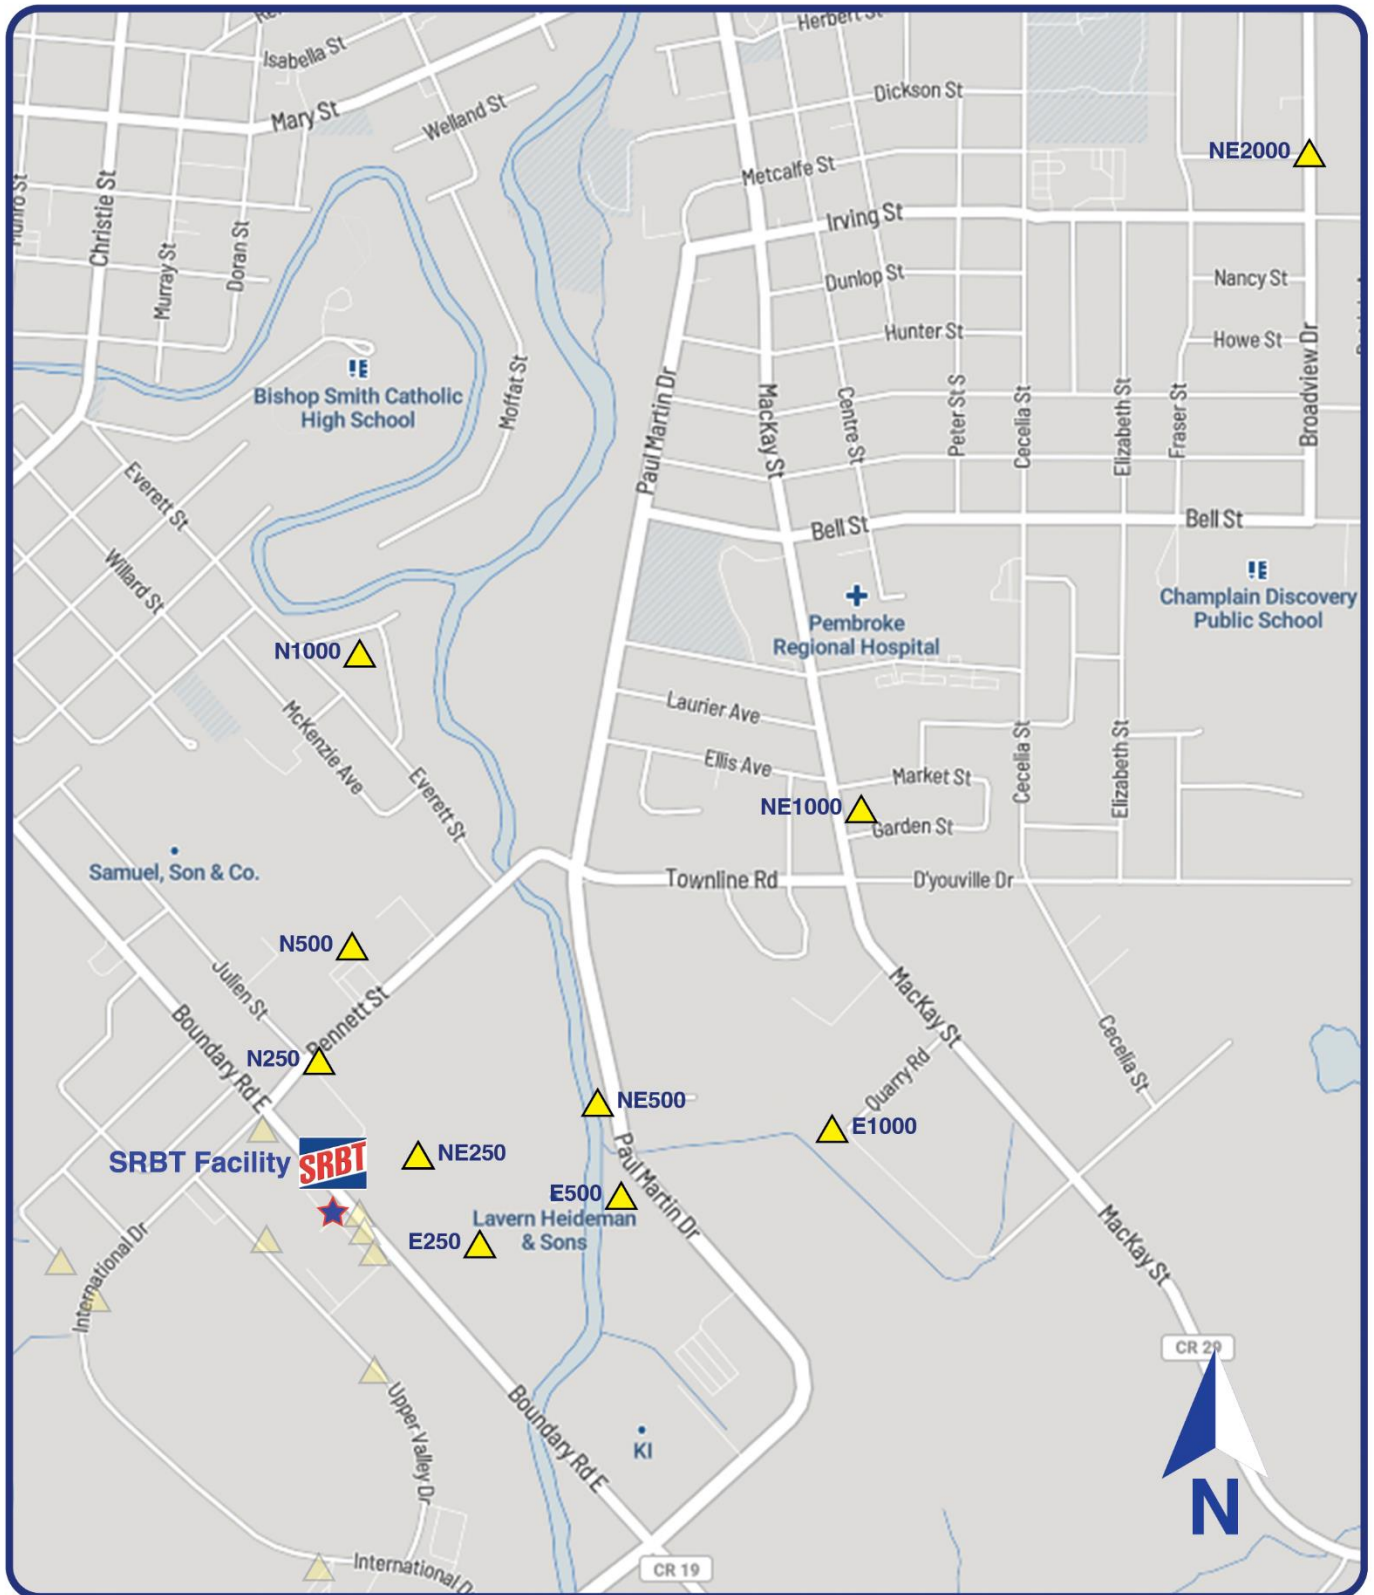 Herbert St
Isabella St
Dickson St
Mary St
Welland St
NE2000
Metcalfe St
Munro St
Christie St
Irving St
Murray St
Doran St
Dunlop St
Nancy St
Hunter St
Howe St
Bishop Smith Catholic
High School
Moffat St
Paul Martin Dr
MacKay St
Centre St
Peter S
Cecelia St
Elizabeth St
Fraser St
Broadview Dr
Everett St
Bell St
Bell St
Willard St
Champlain Discovery
Public School
Pembroke
Regional Hospital
N1000
Laurier Ave
McKenzie Ave
Ellis Ave
Market St
Cecelia St
Elizabeth St
Everett St
NE1000
Garden St
Samuel, Son & Co.
Townline Rd
D'youville Dr
N500
Julien St
Bennett St
MacKay St
Boundary Rd E
N250
Quarry Rd
Cecelia St
NE500
E1000
SRBT Facility
SRBT
NE250
Paul Martin Dr
E500
Lavern Heideman
& Sons
E250
International Dr
MacKay St
CR 29
Upper Valley Dr
Boundary Rd E
KI
N
International D
CR 19